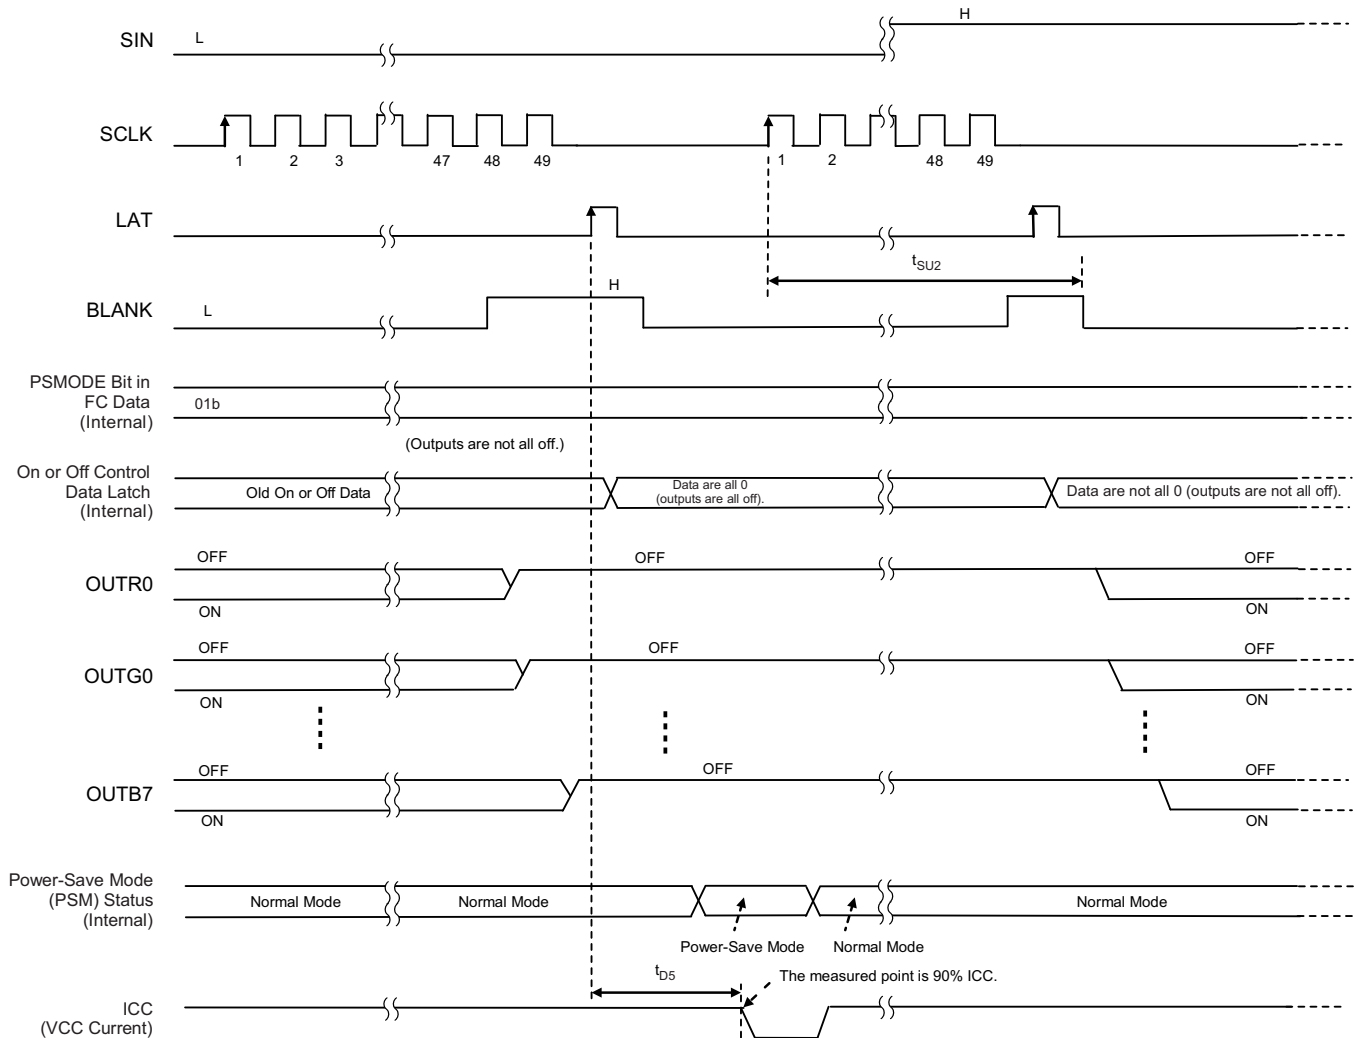 H
SIN
L
SCLK
1 2 3 47 48 49 1 2 48 49
LAT
tSU2
H
BLANK
L
PSMODE Bit in
FC Data
(Internal)
01b
(Outputs are not all off.)
On or Off Control
Data Latch
(Internal)
Old On or Off Data
Data are all 0
(outputs are all off).
Data are not all 0 (outputs are not all off).
OFF OFF OFF
OUTR0
ON ON
OFF OFF OFF
OUTG0
ON ON
OFF OFF OFF
OUTB7
ON ON
Power-Save Mode
(PSM) Status
(Internal)
Normal Mode Normal Mode Normal Mode
Power-Save Mode Normal Mode
tD5
The measured point is 90% ICC.
ICC
(VCC Current)